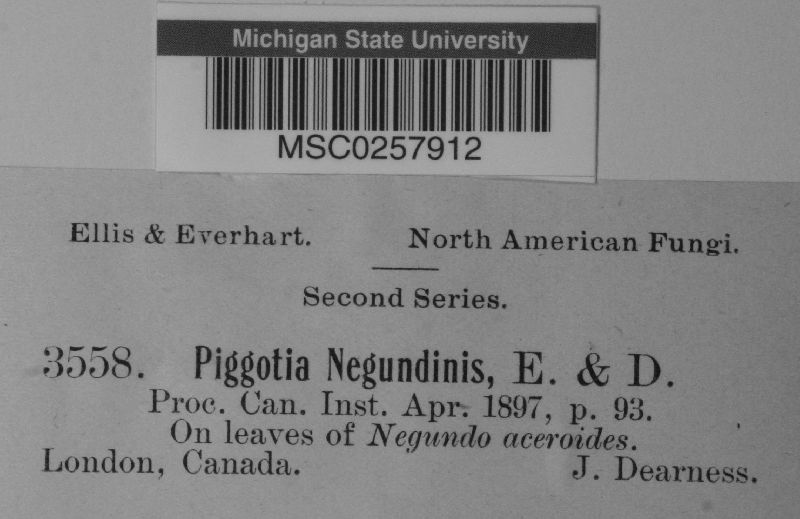 Michigan State University
MSC0257912
Ellis & Everhart. North American Fungi.
Second Series.
3558. Piggotia Negundinis, E. & D.
Proc. Can. Inst. Apr. 1897, p. 93.
On leaves of Negundo aceroides.
London, Canada. J. Dearness.